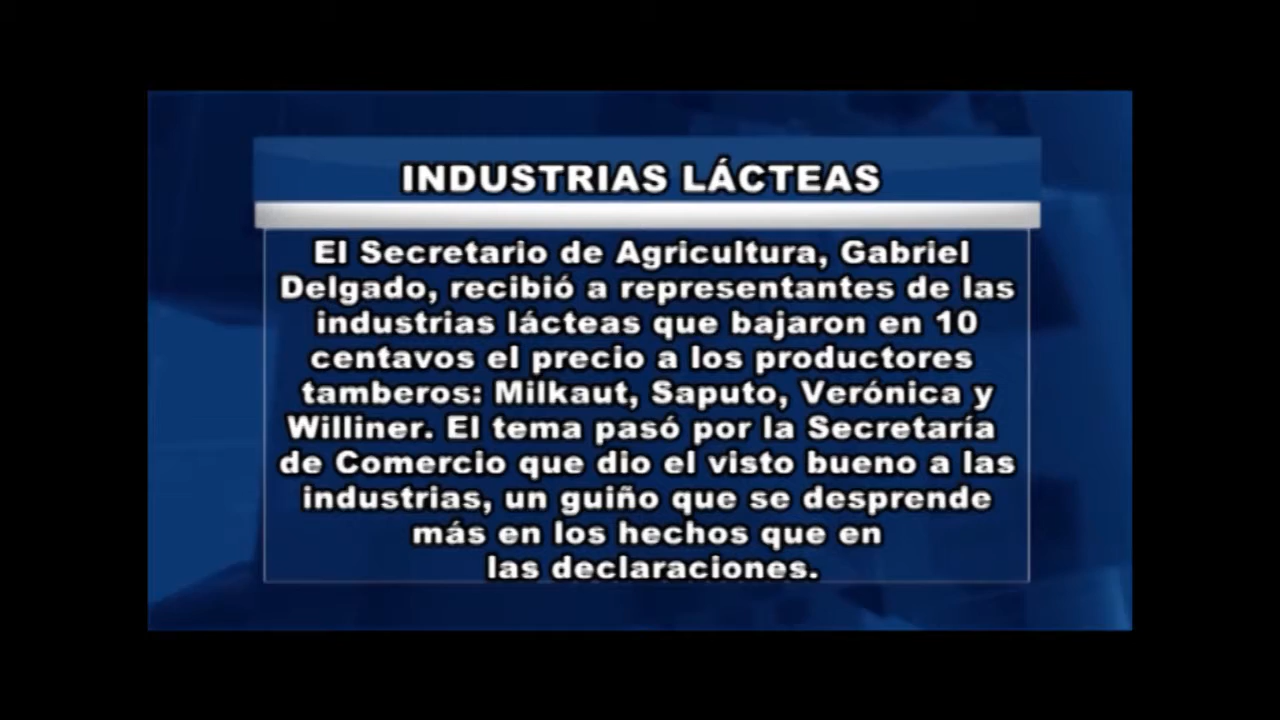 INDUSTRIAS LÁCTEAS
El Secretario de Agricultura, Gabriel
Delgado, recibió a representantes de las
industrias lácteas que bajaron en 10
centavos el precio a los productores
tamberos: Milkaut, Saputo, Verónica y
Williner. El tema pasó por la Secretaría
de Comercio que dio el visto bueno a las
industrias, un guiño que se desprende
más en los hechos que en
las declaraciones.